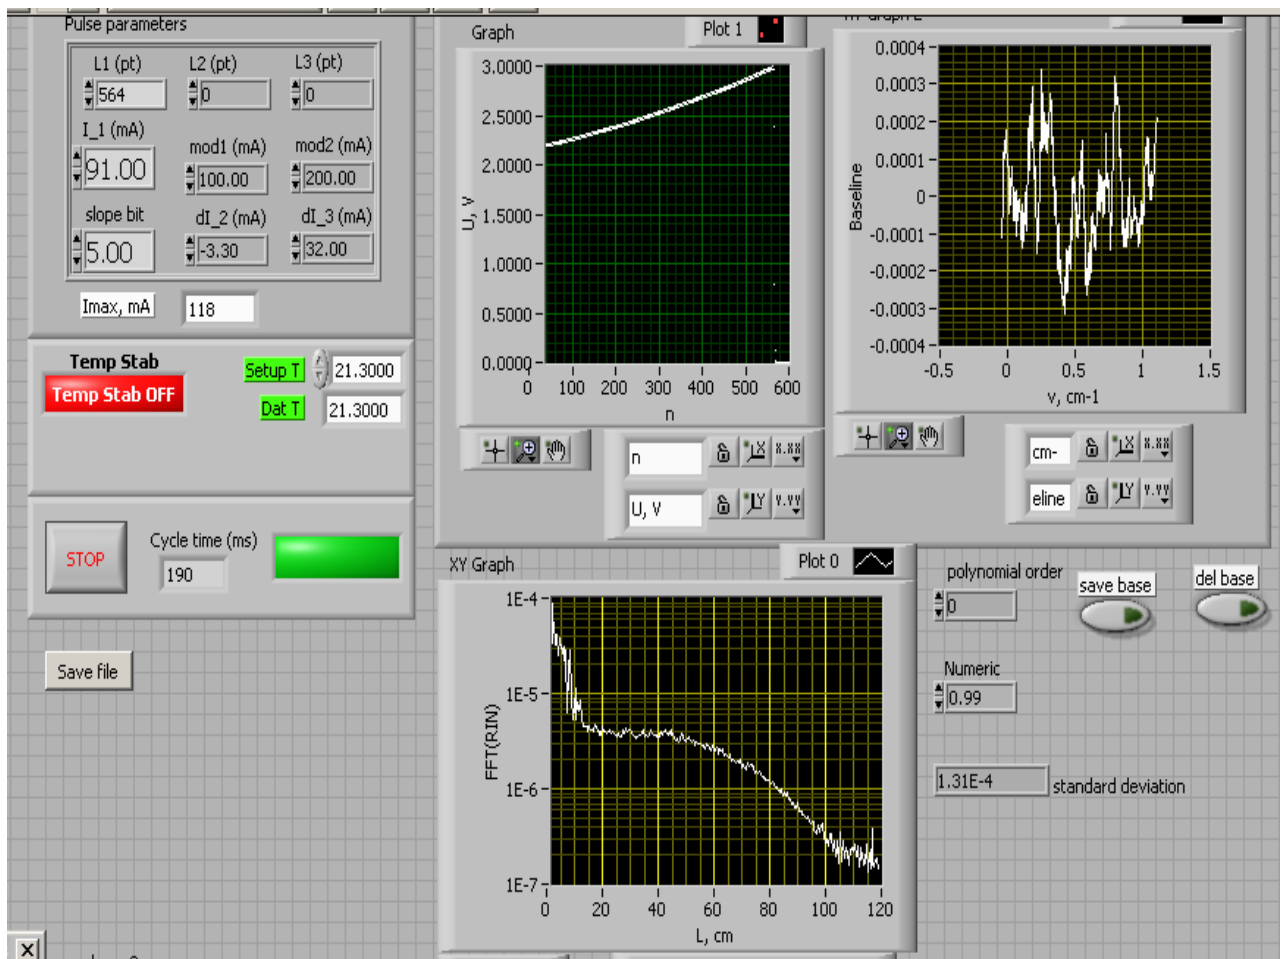 Pulse parameters
L1 (pt) L2 (pt) L3 (pt)
564 0 0
I_1 (mA) mod1 (mA) mod2 (mA)
91.00 100.00 200.00
slope bit dI_2 (mA) dI_3 (mA)
5.00 -3.30 32.00
Imax, mA 118
Temp Stab
Temp Stab OFF
Setup T 21.3000
Dat T 21.3000
STOP
Cycle time (ms)
190
Save file
Graph Plot 1
U, V
3.0000
2.5000
2.0000
1.5000
1.0000
0.5000
0.0000
0 100 200 300 400 500 600
n
n X.XX
U, V Y.YY
Baseline
0.0004
0.0003
0.0002
0.0001
0
-0.0001
-0.0002
-0.0003
-0.0004
-0.5 0 0.5 1 1.5
v, cm-1
cm- X.XX
eline Y.YY
XY Graph Plot 0
FFT(RIN)
1E-4
1E-5
1E-6
1E-7
0 20 40 60 80 100 120
L, cm
polynomial order save base del base
0
Numeric
0.99
1.31E-4 standard deviation